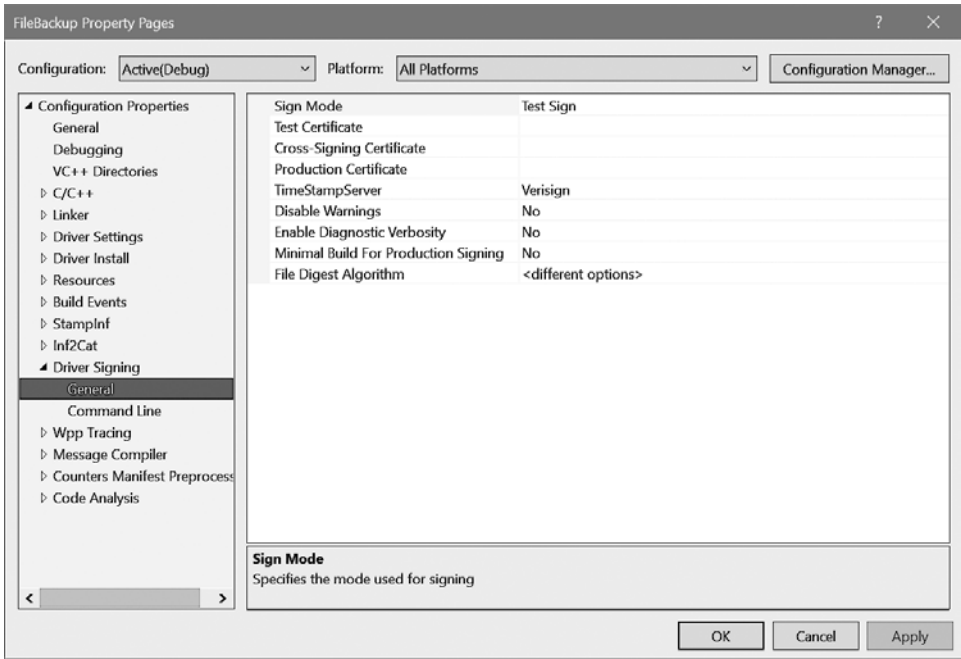 FileBackup Property Pages
Configuration: Active(Debug) Platform: All Platforms Configuration Manager...
Configuration Properties
General
Debugging
VC++ Directories
C/C++
Linker
Driver Settings
Driver Install
Resources
Build Events
StampInf
Inf2Cat
Driver Signing
General
Command Line
Wpp Tracing
Message Compiler
Counters Manifest Preprocess
Code Analysis
Sign Mode Test Sign
Test Certificate
Cross-Signing Certificate
Production Certificate
TimeStampServer Verisign
Disable Warnings No
Enable Diagnostic Verbosity No
Minimal Build For Production Signing No
File Digest Algorithm <different options>
Sign Mode
Specifies the mode used for signing
OK Cancel Apply